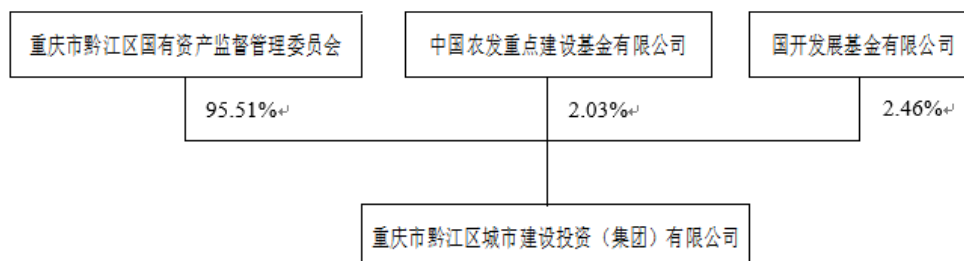 重庆市黔江区国有资产监督管理委员会
中国农发重点建设基金有限公司
国开发展基金有限公司
95.51%↵
2.03%↵
2.46%↵
重庆市黔江区城市建设投资（集团）有限公司